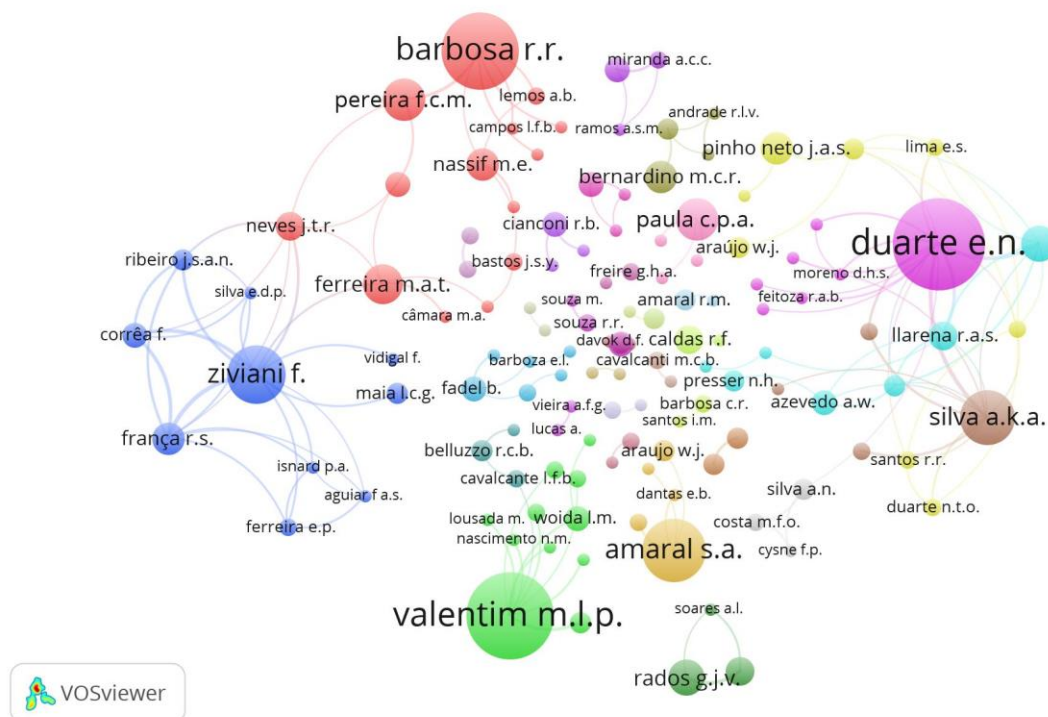 barbosa r.r.
miranda a.c.c.
pereira f.c.m.
lemos a.b.
andrade r.l.v.
campos l.f.b.
ramos a.s.m.
pinho neto j.a.s.
lima e.s.
nassif m.e.
bernardino m.c.r.
neves j.t.r.
cianconi r.b.
paula c.p.a.
duarte e.n.
araújo w.j.
ribeiro j.s.a.n.
bastos j.s.y.
freire g.h.a.
moreno d.h.s.
silva e.d.p.
ferreira m.a.t.
souza m.
amaral r.m.
feitoza r.a.b.
câmara m.a.
souza r.r.
corrêa f.
davok d.f.
caldas r.f.
llarena r.a.s.
vidigal f.
barboza e.l.
cavalcanti m.c.b.
ziviani f.
maia l.c.g.
fadel b.
presser n.h.
azevedo a.w.
vieira a.f.g.
barbosa c.r.
silva a.k.a.
santos i.m.
frança r.s.
lucas a.
belluzzo r.c.b.
araujo w.j.
santos r.r.
isnard p.a.
cavalcante l.f.b.
silva a.n.
aguiar f a.s.
dantas e.b.
duarte n.t.o.
lousada m.
woida l.m.
costa m.f.o.
ferreira e.p.
nascimento n.m.
amaral s.a.
cysne f.p.
valentim m.l.p.
soares a.l.
rados g.j.v.
VOSviewer